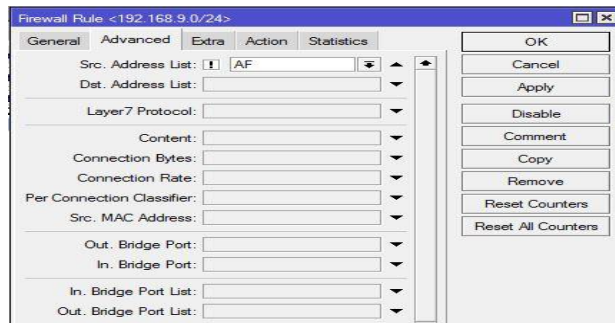 Firewall Rule <192.168.9.0/24>
General Advanced Extra Action Statistics
Src. Address List: ! AF
Dst. Address List:
Layer7 Protocol:
Content:
Connection Bytes:
Connection Rate:
Per Connection Classifier:
Src. MAC Address:
Out. Bridge Port:
In. Bridge Port:
In. Bridge Port List:
Out. Bridge Port List:
OK
Cancel
Apply
Disable
Comment
Copy
Remove
Reset Counters
Reset All Counters